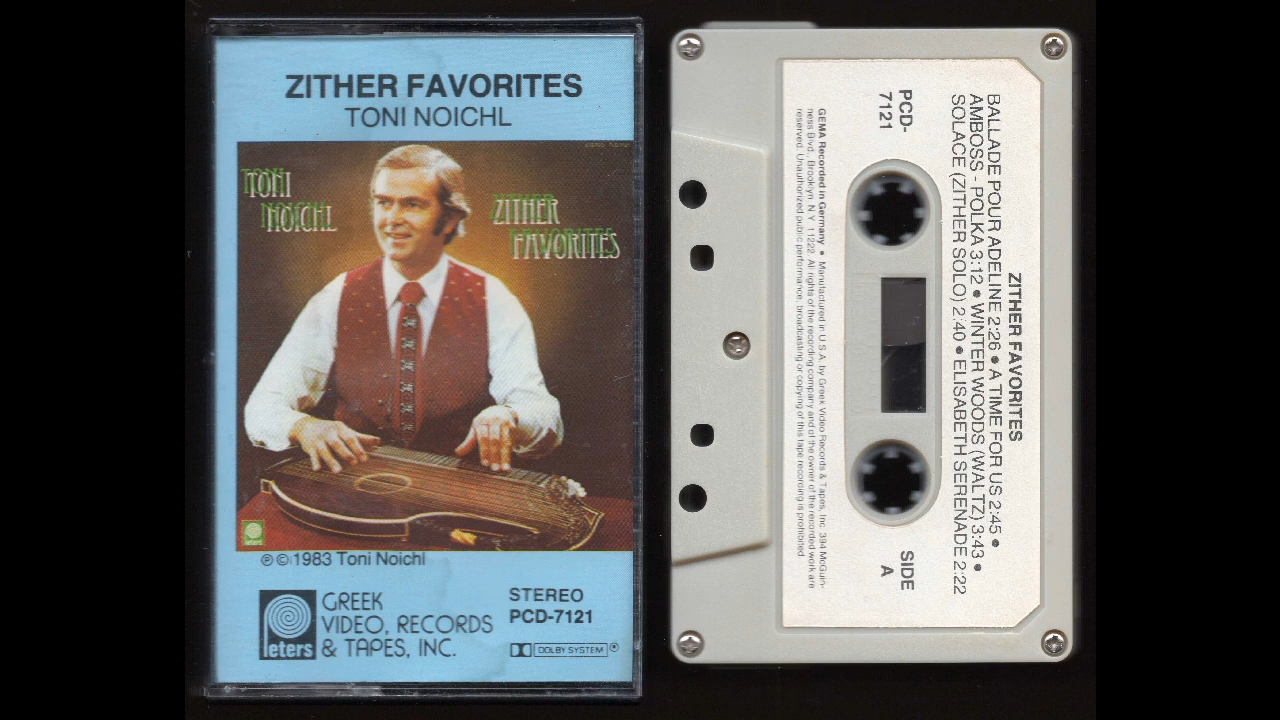 ZITHER FAVORITES
TONI NOICHL
TONI
NOICHL
ZITHER
FAVORITES
Peters
℗ © 1983 Toni Noichl
Peters
GREEK
VIDEO, RECORDS
& TAPES, INC.
STEREO
PCD-7121
DOLBY SYSTEM®
ZITHER FAVORITES
BALLADE POUR ADELINE 2:26 • A TIME FOR US 2:45 •
AMBOSS - POLKA 3:12 • WINTER WOODS (WALTZ) 3:43 •
SOLACE (ZITHER SOLO) 2:40 • ELISABETH SERENADE 2:22
PCD-
7121
SIDE
A
GEMA Recorded in Germany • Manufactured in U.S.A. by Greek Video Records & Tapes, Inc. 394 McGuin-
ness Blvd., Brooklyn, N.Y. 11222. All rights of the recording company and of the owner of the recorded work are
reserved. Unauthorized public performance, broadcasting or copying of this tape recording is prohibited.